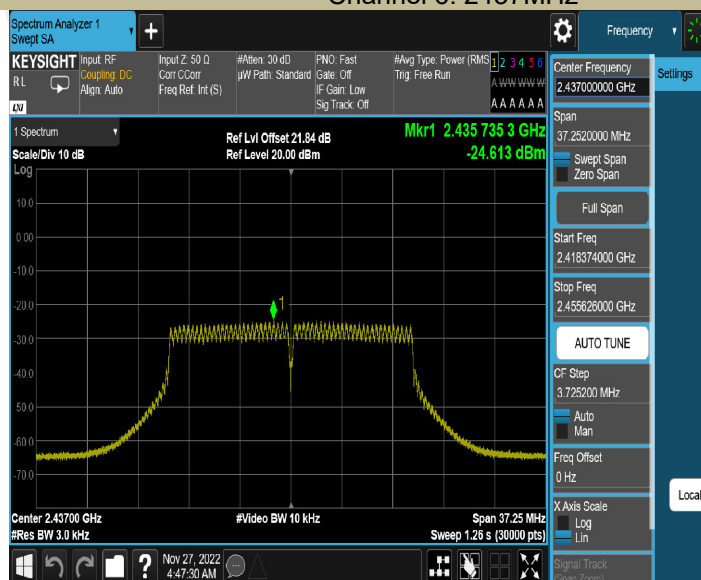 Channel 6: 2437MHz
Spectrum Analyzer 1
Swept SA
+
Frequency
KEYSIGHT
RL
LXI
Input: RF
Coupling: DC
Align: Auto
Input Z: 50 Ω
Corr CCorr
Freq Ref: Int (S)
#Atten: 30 dB
µW Path: Standard
PNO: Fast
Gate: Off
IF Gain: Low
Sig Track: Off
#Avg Type: Power (RMS
Trig: Free Run
1 2 3 4 5 6
A W W W W W
A A A A A A
1 Spectrum
Scale/Div 10 dB
Log
Ref Lvl Offset 21.84 dB
Ref Level 20.00 dBm
Mkr1 2.435 735 3 GHz
-24.613 dBm
10.0
0.00
-10.0
-20.0
-30.0
-40.0
-50.0
-60.0
-70.0
1
Center 2.43700 GHz
#Res BW 3.0 kHz
#Video BW 10 kHz
Span 37.25 MHz
Sweep 1.26 s (30000 pts)
Nov 27, 2022
4:47:30 AM
Center Frequency
2.437000000 GHz
Settings
Span
37.2520000 MHz
Swept Span
Zero Span
Full Span
Start Freq
2.418374000 GHz
Stop Freq
2.455626000 GHz
AUTO TUNE
CF Step
3.725200 MHz
Auto
Man
Freq Offset
0 Hz
X Axis Scale
Log
Lin
Local
Signal Track
(Span Zoom)